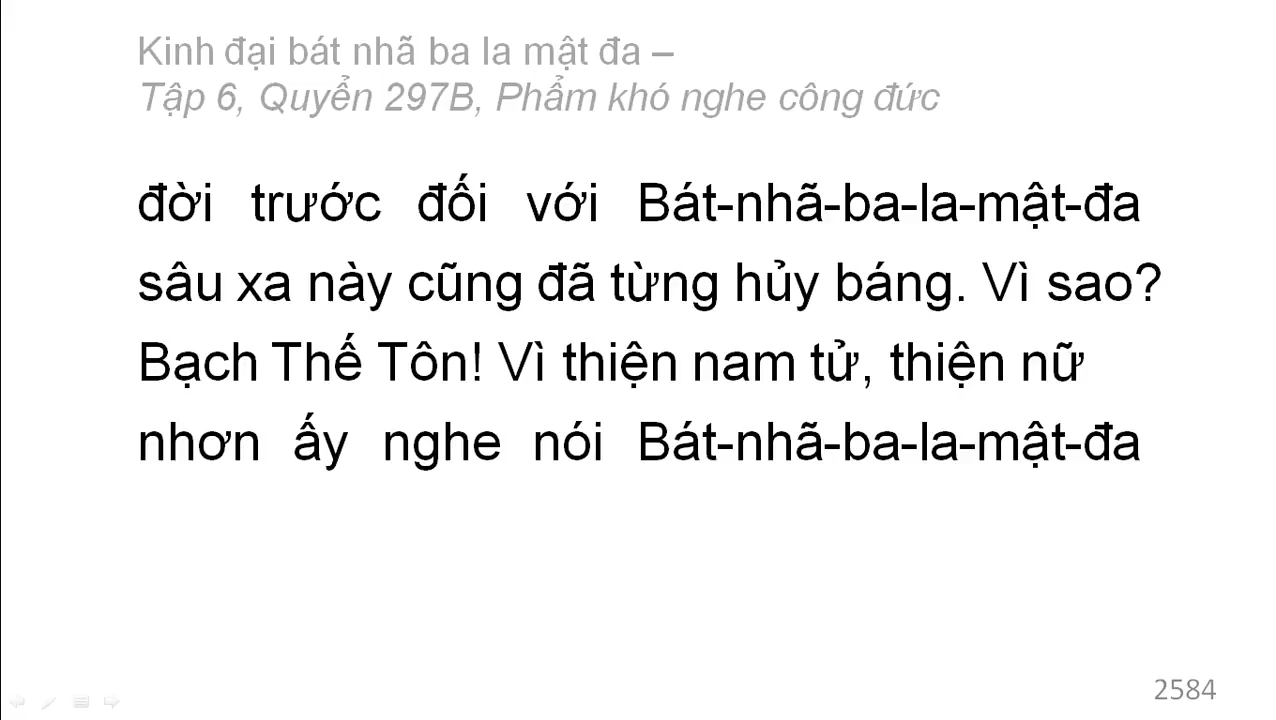 Kinh đại bát nhã ba la mật đa –
Tập 6, Quyển 297B, Phẩm khó nghe công đức
đời trước đối với Bát-nhã-ba-la-mật-đa
sâu xa này cũng đã từng hủy báng. Vì sao?
Bạch Thế Tôn! Vì thiện nam tử, thiện nữ
nhơn ấy nghe nói Bát-nhã-ba-la-mật-đa
2584